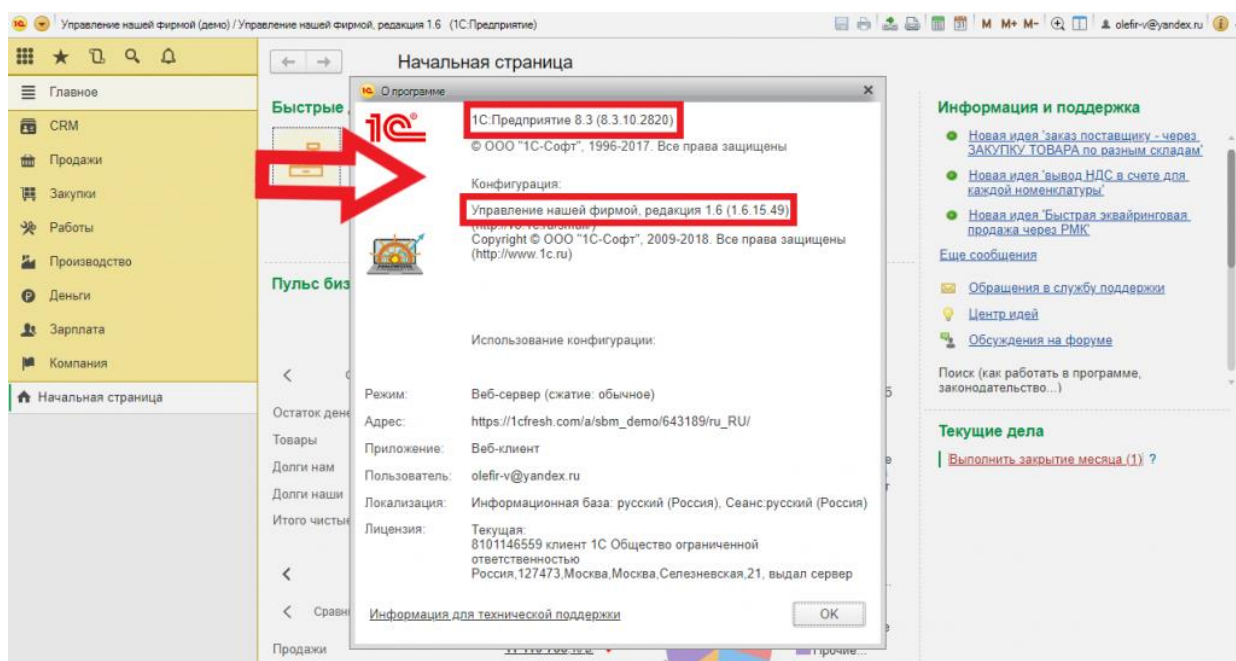 Управление нашей фирмой (демо) / Управление нашей фирмой, редакция 1.6 (1С:Предприятие)
M M+ M-
olefir-v@yandex.ru
Главное
CRM
Продажи
Закупки
Работы
Производство
Деньги
Зарплата
Компания
Начальная страница
Начальная страница
Быстрые
Пульс биз
Остаток дене
Товары
Долги нам
Долги наши
Итого чистые
Сравн
Продажи
О программе
1С:Предприятие 8.3 (8.3.10.2820)
© ООО "1С-Софт", 1996-2017. Все права защищены
Конфигурация:
Управление нашей фирмой, редакция 1.6 (1.6.15.49)
Copyright © ООО "1С-Софт", 2009-2018. Все права защищены
(http://www.1c.ru)
Использование конфигурации:
Режим: Веб-сервер (сжатие: обычное)
Адрес: https://1cfresh.com/a/sbm_demo/643189/ru_RU/
Приложение: Веб-клиент
Пользователь: olefir-v@yandex.ru
Локализация: Информационная база: русский (Россия), Сеанс:русский (Россия)
Лицензия: Текущая:
8101146559 клиент 1С Общество ограниченной
ответственностью
Россия,127473,Москва,Москва,Селезневская,21, выдал сервер
Информация для технической поддержки
OK
Прочие...
Информация и поддержка
Новая идея 'заказ поставщику - через
ЗАКУПКУ ТОВАРА по разным складам'
Новая идея 'вывод НДС в счете для
каждой номенклатуры'
Новая идея 'Быстрая эквайринговая
продажа через РМК'
Еще сообщения
Обращения в службу поддержки
Центр идей
Обсуждения на форуме
Поиск (как работать в программе,
законодательство...)
Текущие дела
Выполнить закрытие месяца (1) ?